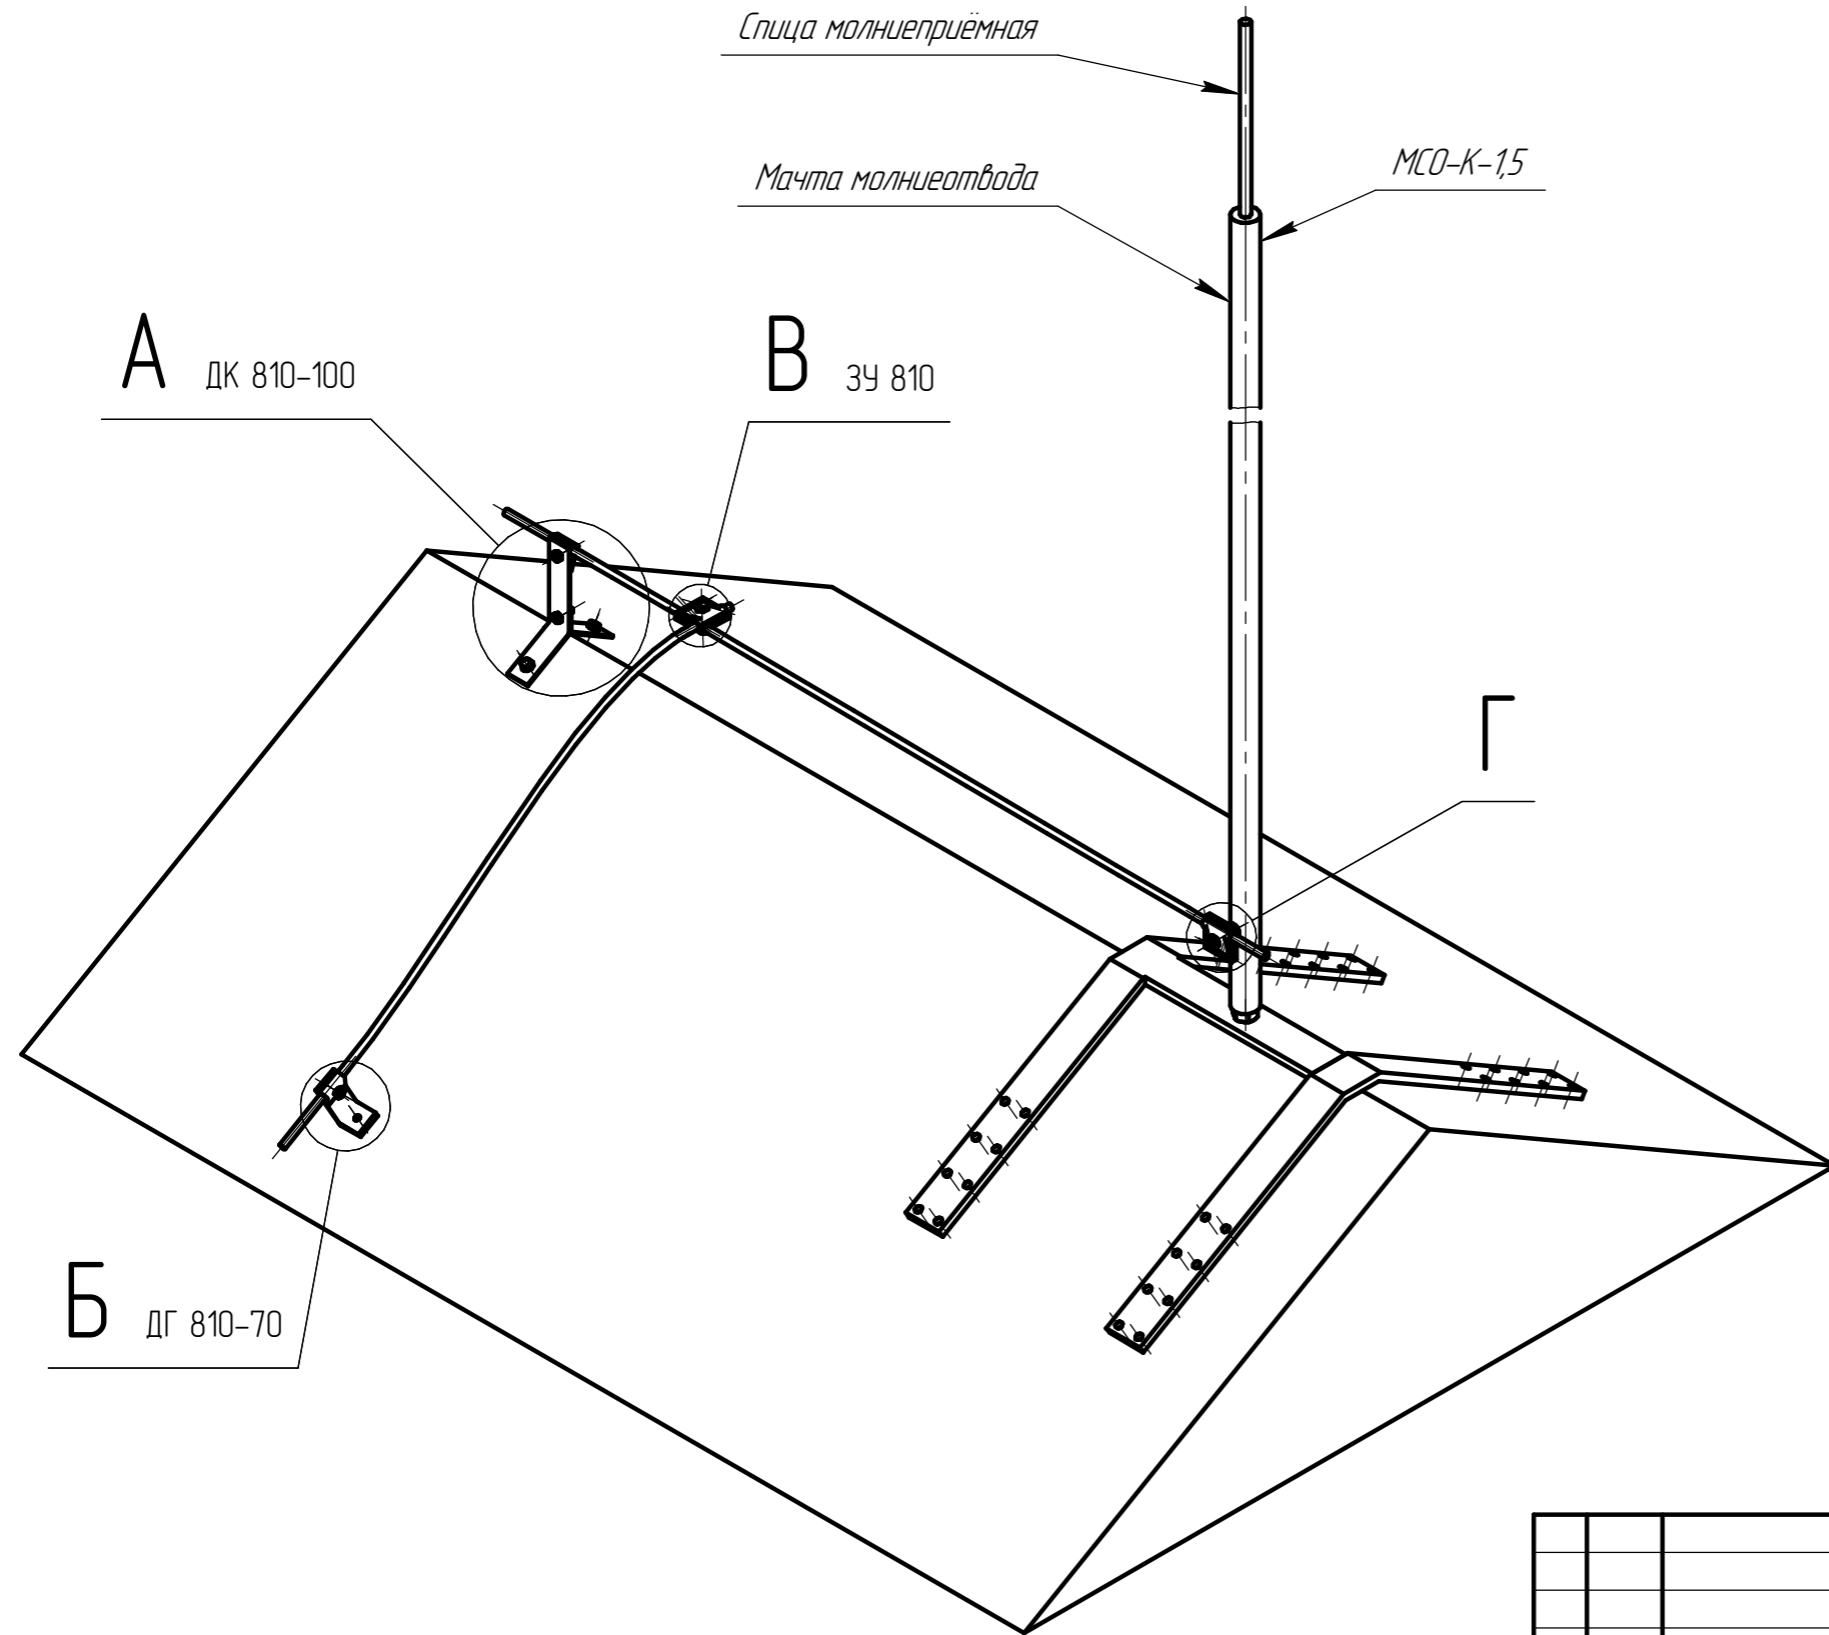 Спица молниеприёмная
Мачта молниеотвода
МСО-К-1,5
А ДК 810-100
В ЗУ 810
Г
Б ДГ 810-70